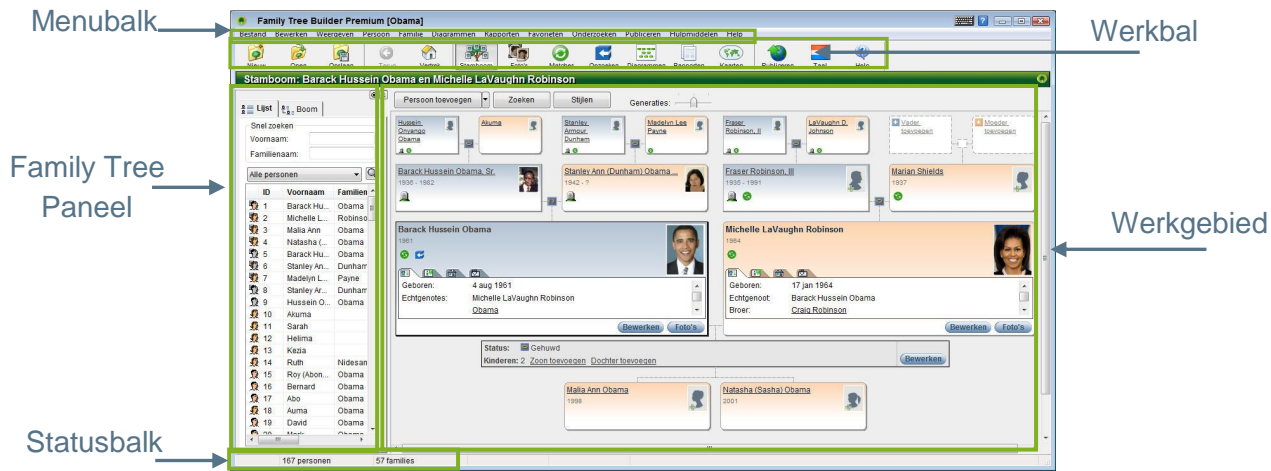 Menubalk
Werkbal
Family Tree Paneel
Werkgebied
Statusbalk
Family Tree Builder Premium [Obama]
Bestand Bewerken Weergeven Persoon Familie Diagrammen Rapporten Favorieten Onderzoeken Publiceren Hulpmiddelen Help
Nieuw Open Opslaan Terug Vertrek Stamboom Foto's Matches Opzoeken Diagrammen Rapporten Kaarten Publiceren Taal Help
Stamboom: Barack Hussein Obama en Michelle LaVaughn Robinson
Lijst Boom
Snel zoeken
Voornaam:
Familienaam:
Alle personen
ID Voornaam Familien
1 Barack Hu... Obama
2 Michelle L... Robinso
3 Malia Ann Obama
4 Natasha (... Obama
5 Barack Hu... Obama
6 Stanley An... Dunham
7 Madelyn L... Payne
8 Stanley Ar... Dunham
9 Hussein O... Obama
10 Akuma
11 Sarah
12 Helima
13 Kezia
14 Ruth Nidesan
15 Roy (Abon... Obama
16 Bernard Obama
17 Abo Obama
18 Auma Obama
19 David Obama
20 Mark Obama
Persoon toevoegen Zoeken Stijlen Generaties:
Hussein, Onyango Obama
Akuma
Stanley, Armour, Dunham
Madelyn Lee Payne
Fraser Robinson, II
LaVaughn D. Johnson
Vader toevoegen
Moeder toevoegen
Barack Hussein Obama, Sr.
1936 - 1982
Stanley Ann (Dunham) Obama ...
1942 - ?
Fraser Robinson, III
1935 - 1991
Marian Shields
1937
Barack Hussein Obama
1961
Geboren: 4 aug 1961
Echtgenotes: Michelle LaVaughn Robinson
Obama
Bewerken Foto's
Michelle LaVaughn Robinson
1964
Geboren: 17 jan 1964
Echtgenoot: Barack Hussein Obama
Broer: Craig Robinson
Bewerken Foto's
Status: Gehuwd
Kinderen: 2 Zoon toevoegen Dochter toevoegen
Bewerken
Malia Ann Obama
1998
Natasha (Sasha) Obama
2001
167 personen 57 families